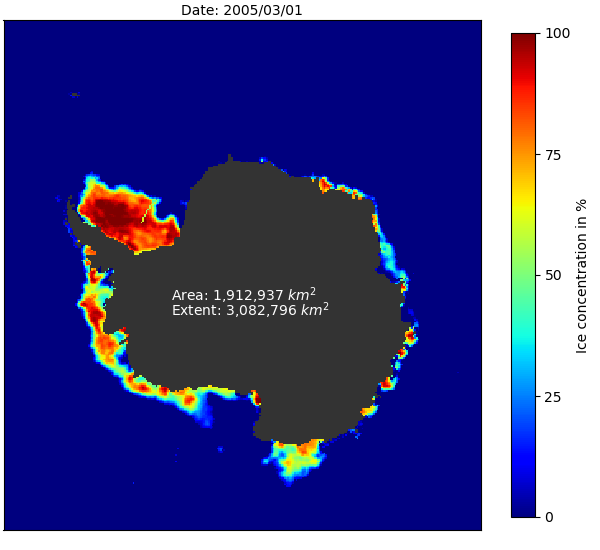 Date: 2005/03/01
100
75
50
25
0
Ice concentration in %
Area: 1,912,937 km²
Extent: 3,082,796 km²